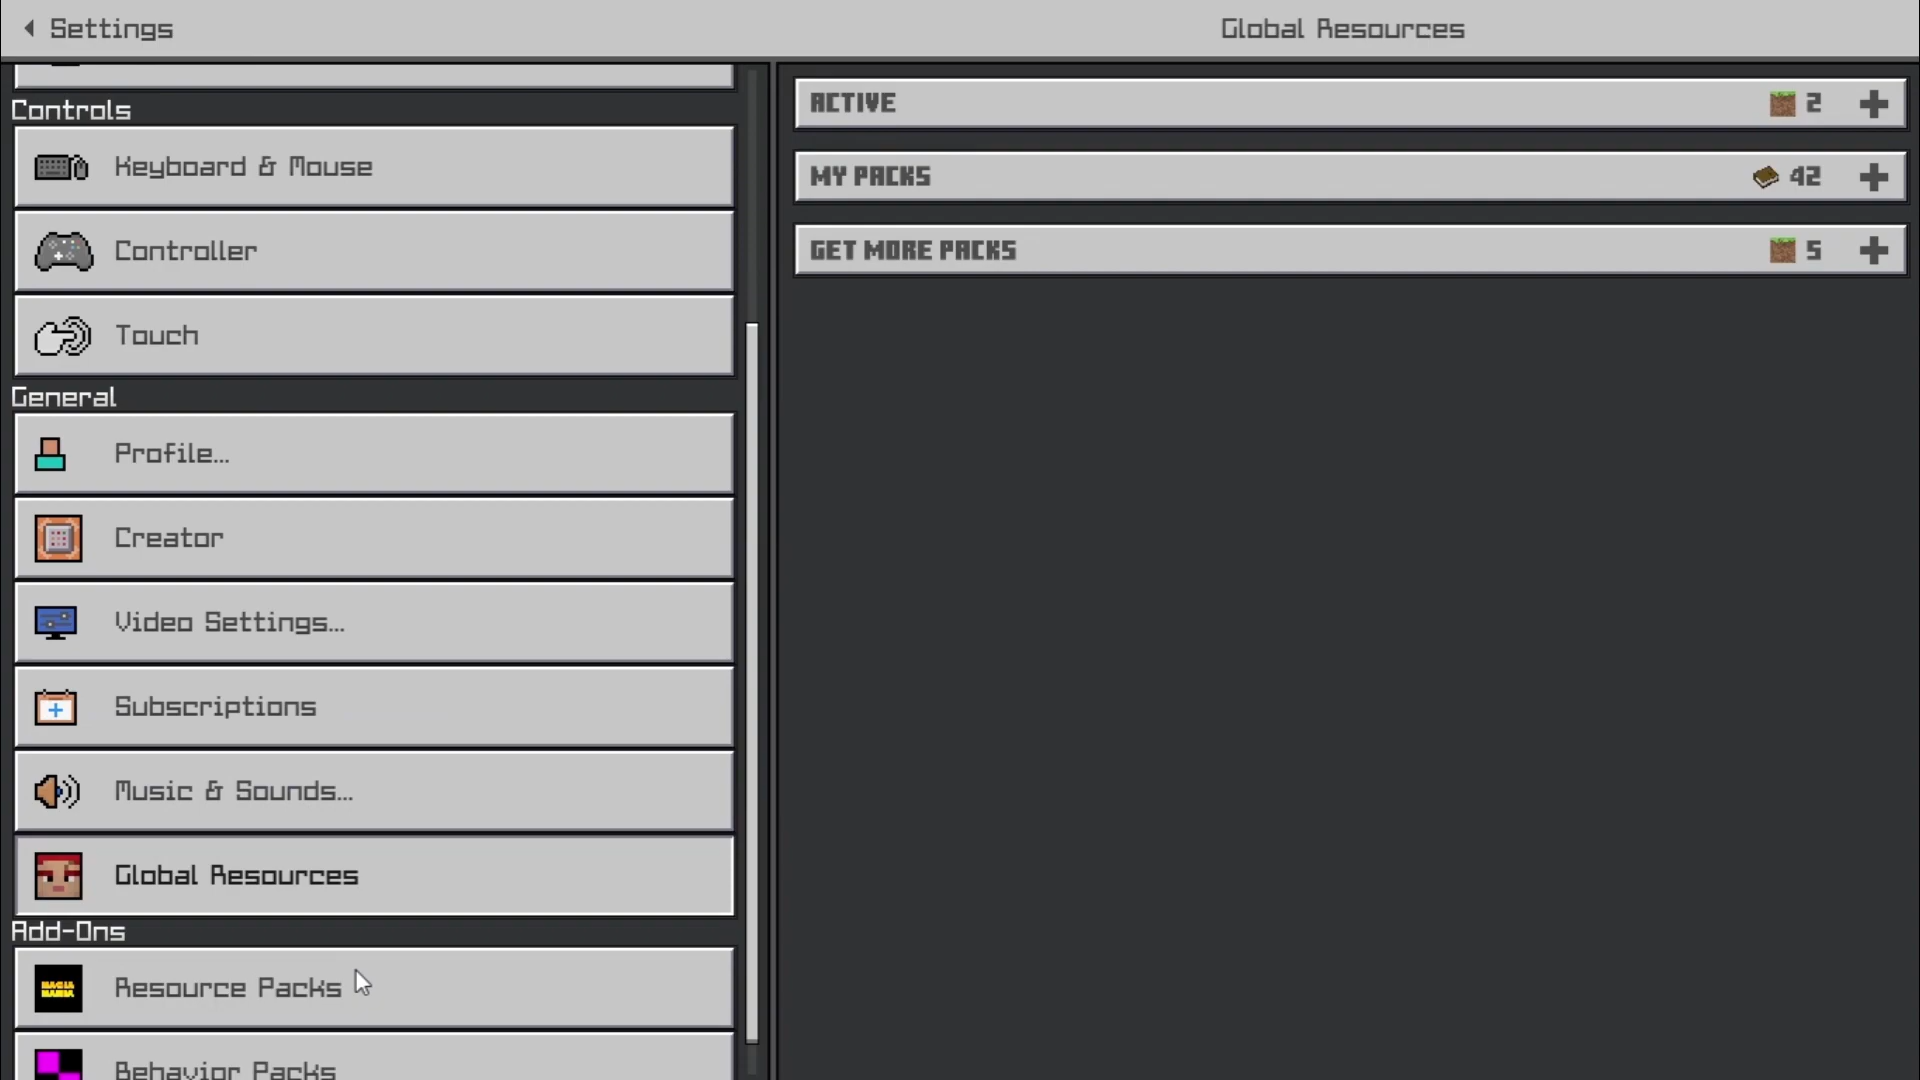 Settings
Global Resources
Controls
Keyboard & Mouse
Controller
Touch
General
Profile...
Creator
Video Settings...
Subscriptions
Music & Sounds...
Global Resources
Add-Ons
Resource Packs
Behavior Packs
ACTIVE 2
MY PACKS 42
GET MORE PACKS 5